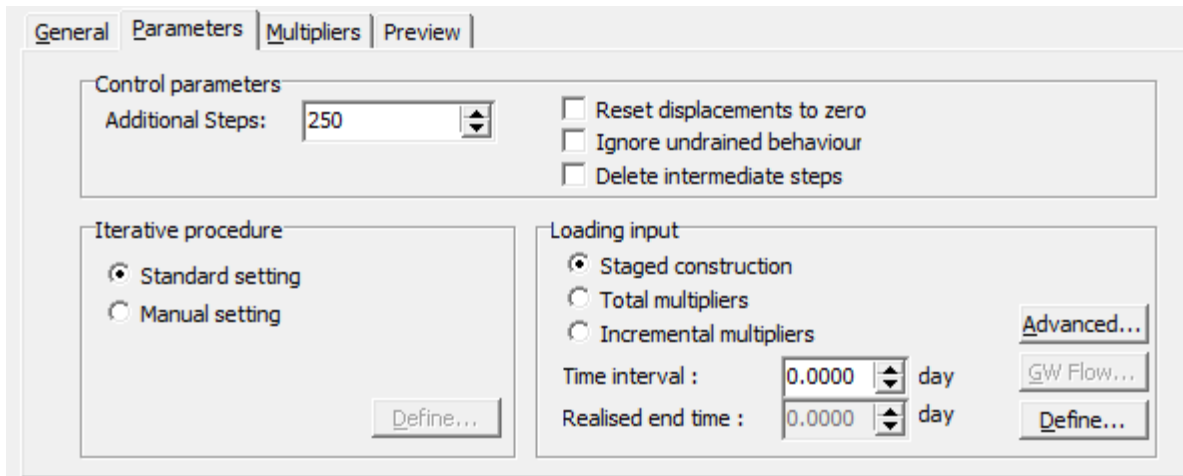 General Parameters Multipliers Preview
Control parameters
Additional Steps: 250
Reset displacements to zero
Ignore undrained behaviour
Delete intermediate steps
Iterative procedure
Standard setting
Manual setting
Define...
Loading input
Staged construction
Total multipliers
Incremental multipliers
Advanced...
Time interval : 0.0000 day
GW Flow...
Realised end time : 0.0000 day
Define...